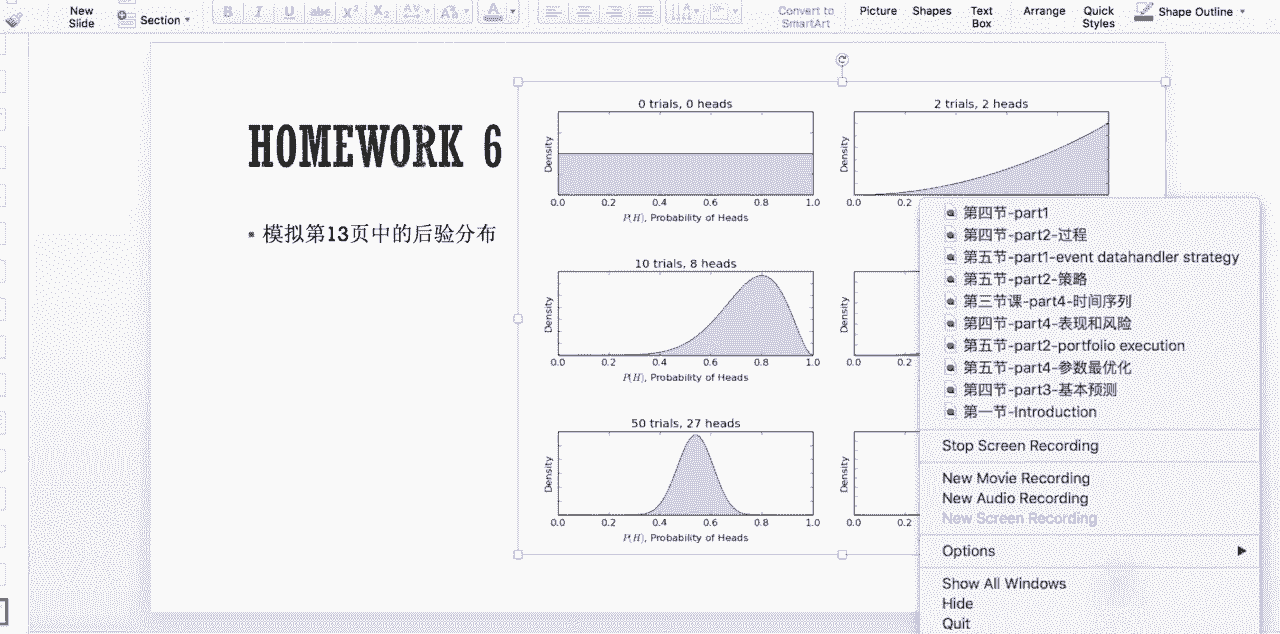 New
Slide
Section
B I U abc X² X₂ AV A
Convert to
SmartArt
Picture
Shapes
Text
Box
Arrange
Quick
Styles
Shape Outline
HOMEWORK 6
▪ 模拟第13页中的后验分布
0 trials, 0 heads
Density
0.0 0.2 0.4 0.6 0.8 1.0
P(H), Probability of Heads
2 trials, 2 heads
Density
0.0 0.2
10 trials, 8 heads
Density
0.0 0.2 0.4 0.6 0.8 1.0
P(H), Probability of Heads
Density
0.0 0.2
50 trials, 27 heads
Density
0.0 0.2 0.4 0.6 0.8 1.0
P(H), Probability of Heads
Density
0.0 0.2
第四节-part1
第四节-part2-过程
第五节-part1-event datahandler strategy
第五节-part2-策略
第三节课-part4-时间序列
第四节-part4-表现和风险
第五节-part2-portfolio execution
第五节-part4-参数最优化
第四节-part3-基本预测
第一节-Introduction
Stop Screen Recording
New Movie Recording
New Audio Recording
New Screen Recording
Options
Show All Windows
Hide
Quit